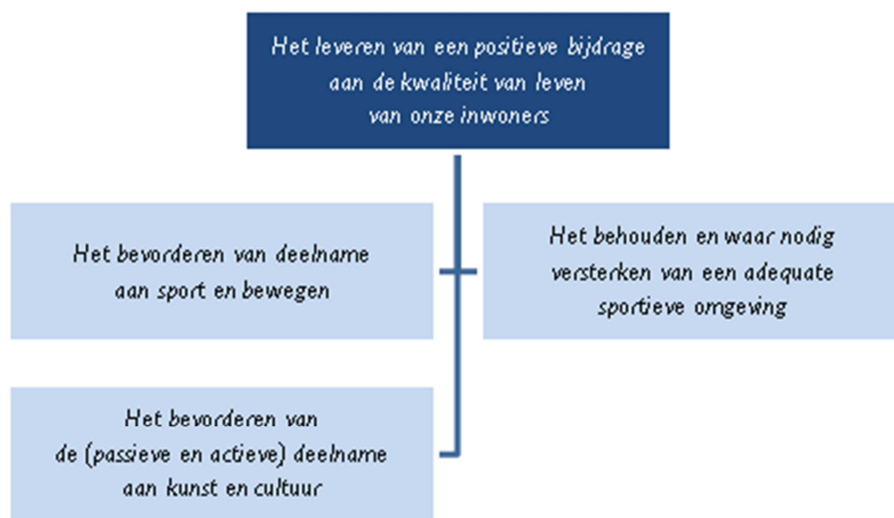 Het leveren van een positieve bijdrage
aan de kwaliteit van leven
van onze inwoners
Het bevorderen van deelname
aan sport en bewegen
Het behouden en waar nodig
versterken van een adequate
sportieve omgeving
Het bevorderen van
de (passieve en actieve) deelname
aan kunst en cultuur